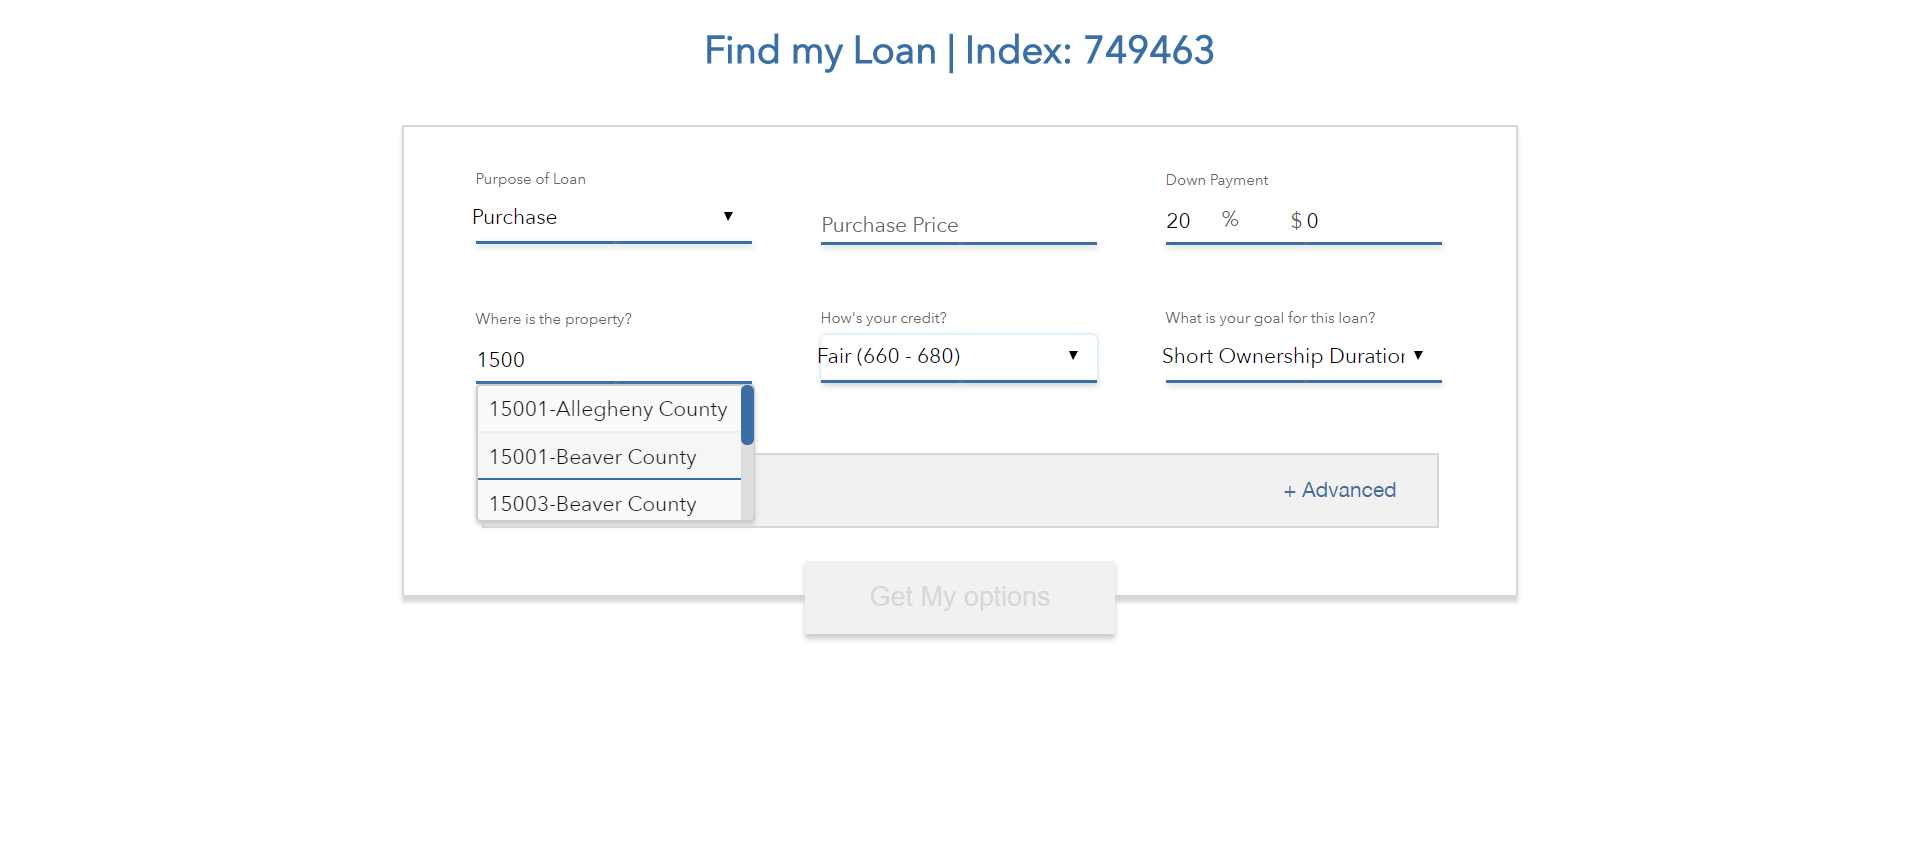 Find my Loan | Index: 749463
Purpose of Loan
Purchase
Purchase Price
Down Payment
20 % $ 0
Where is the property?
1500
15001-Allegheny County
15001-Beaver County
15003-Beaver County
How's your credit?
Fair (660 - 680)
What is your goal for this loan?
Short Ownership Duration
+ Advanced
Get My options